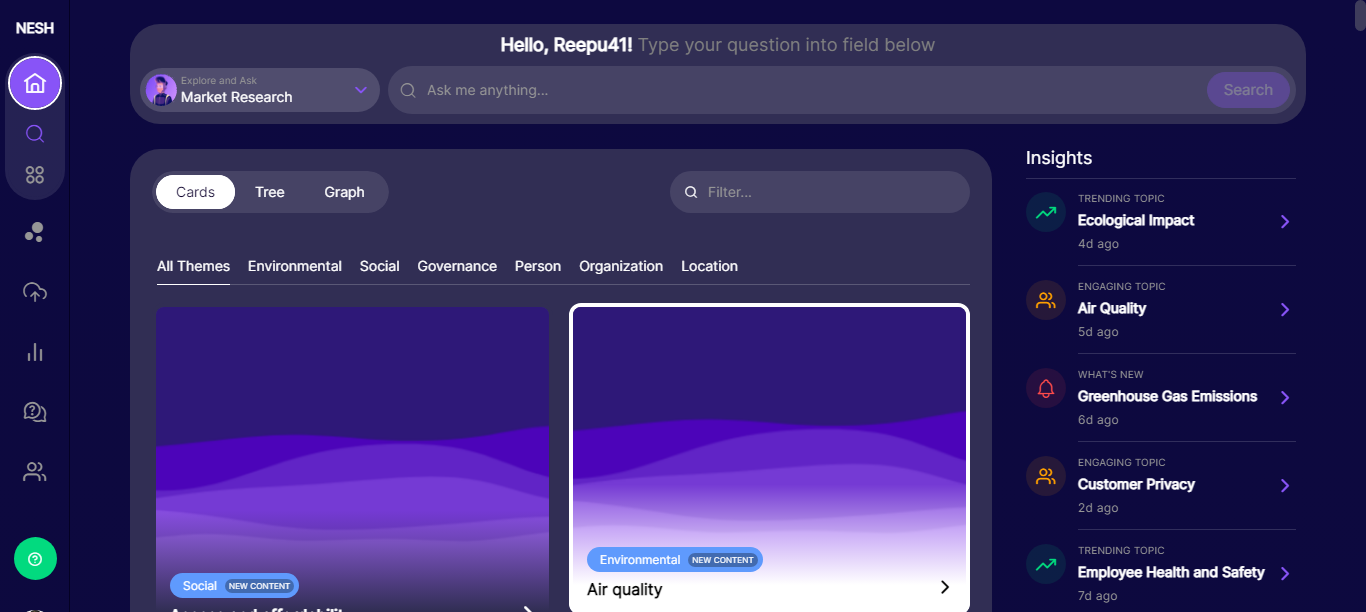 NESH
Hello, Reepu41! Type your question into field below
Explore and Ask
Market Research
Ask me anything...
Search
Cards
Tree
Graph
Filter...
All Themes
Environmental
Social
Governance
Person
Organization
Location
Social
NEW CONTENT
Environmental
NEW CONTENT
Air quality
Insights
TRENDING TOPIC
Ecological Impact
4d ago
ENGAGING TOPIC
Air Quality
5d ago
WHAT'S NEW
Greenhouse Gas Emissions
6d ago
ENGAGING TOPIC
Customer Privacy
2d ago
TRENDING TOPIC
Employee Health and Safety
7d ago